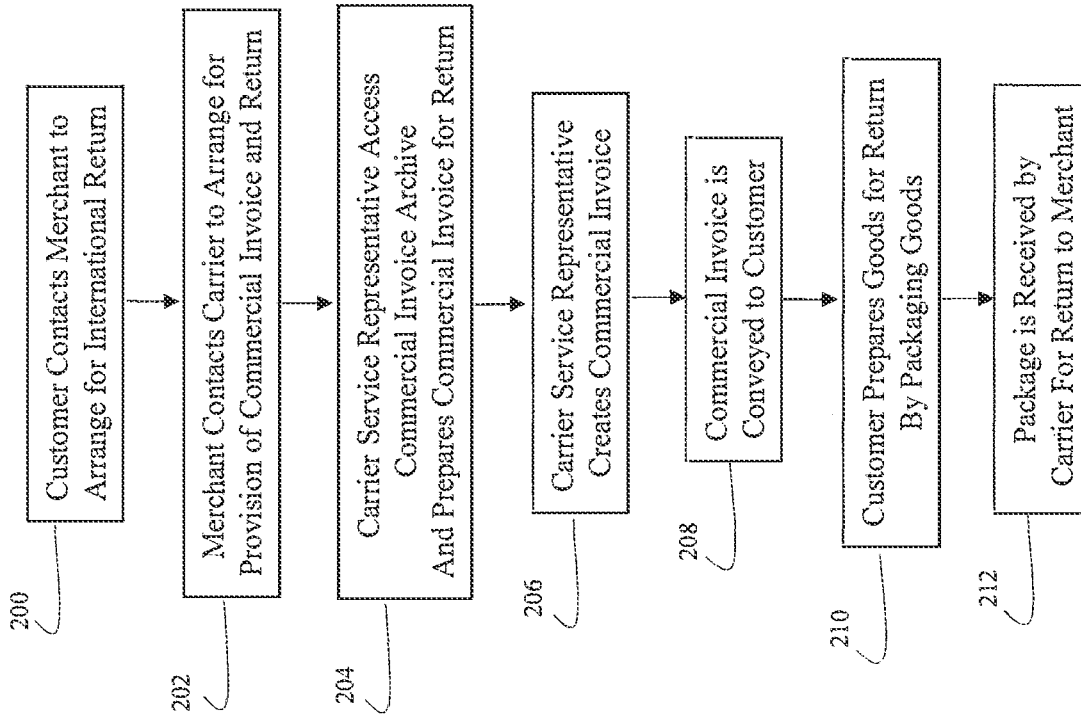 200
Customer Contacts Merchant to
Arrange for International Return
202
Merchant Contacts Carrier to Arrange for
Provision of Commercial Invoice and Return
204
Carrier Service Representative Access
Commercial Invoice Archive
And Prepares Commercial Invoice for Return
206
Carrier Service Representative
Creates Commercial Invoice
208
Commercial Invoice is
Conveyed to Customer
210
Customer Prepares Goods for Return
By Packaging Goods
212
Package is Received by
Carrier For Return to Merchant